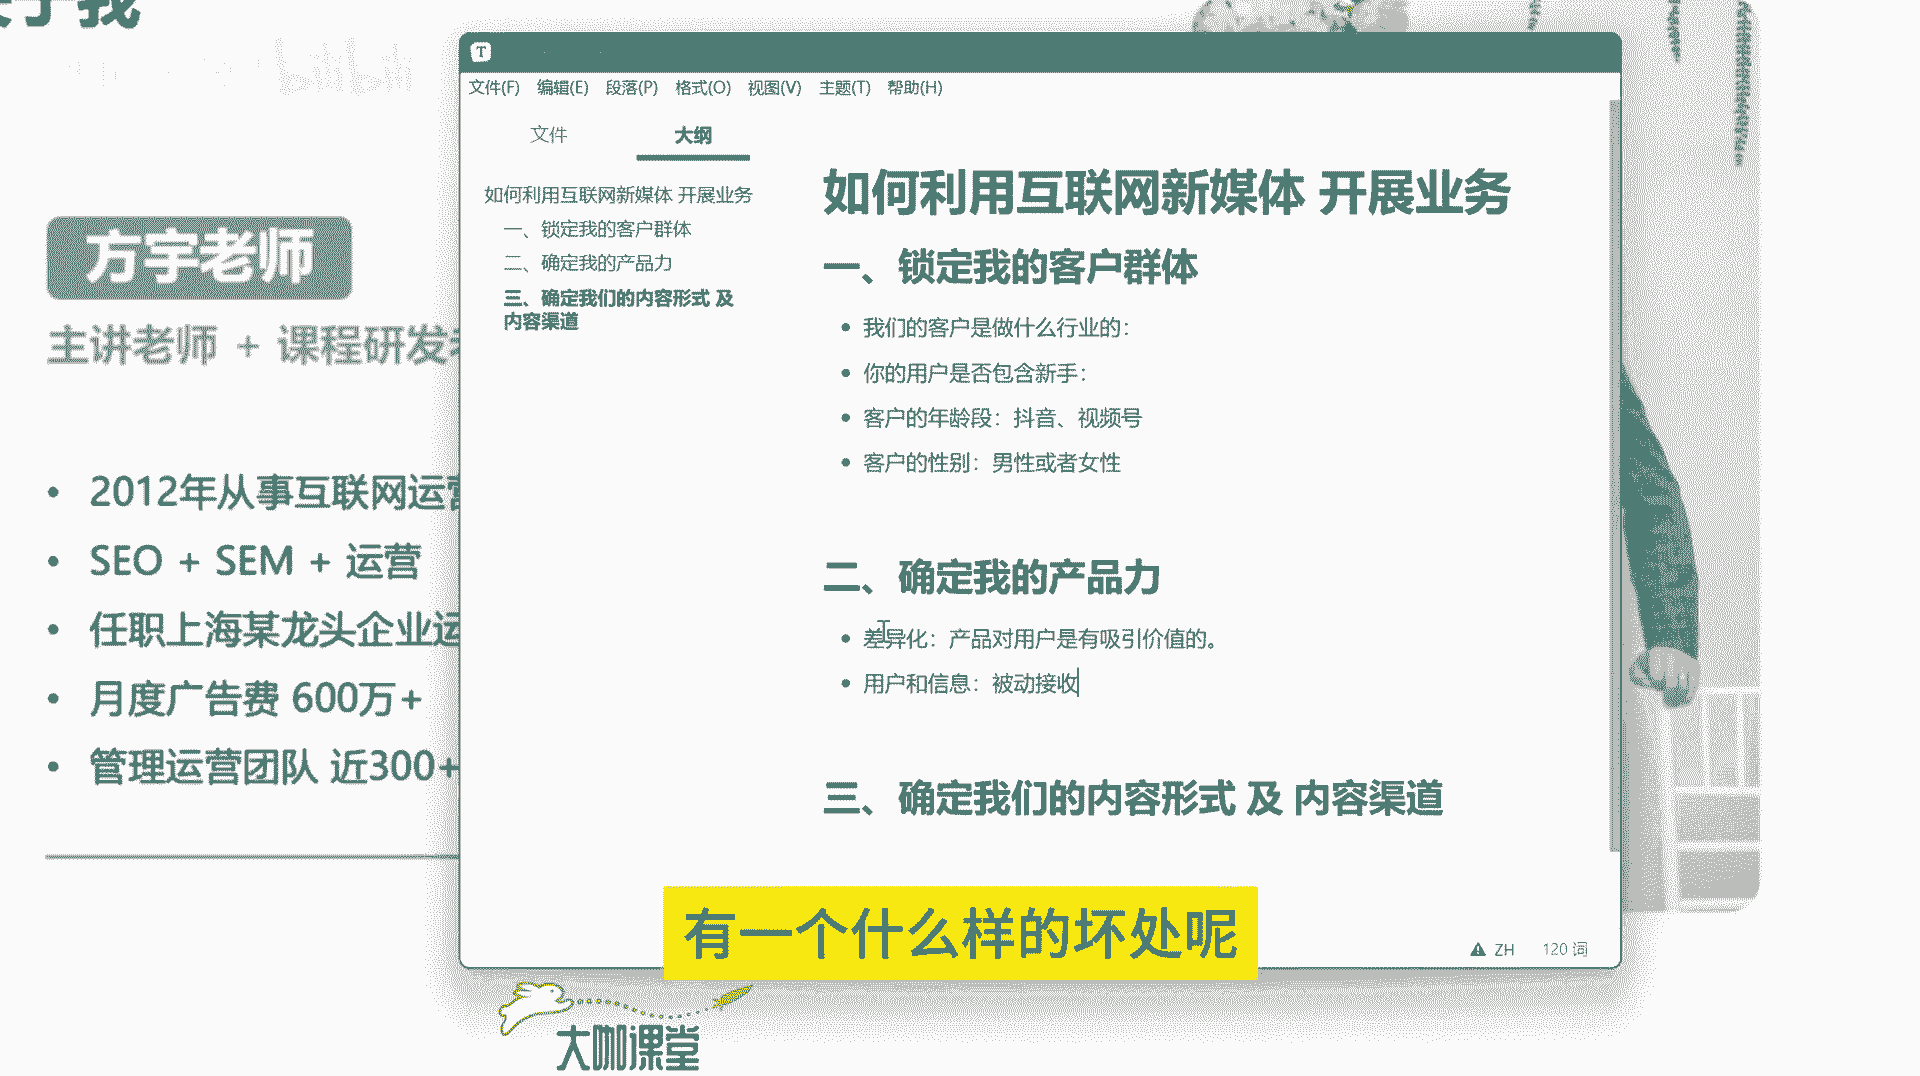 于我
bilibili
方宇老师
主讲老师 + 课程研发
2012年从事互联网运营
SEO + SEM + 运营
任职上海某龙头企业运
月度广告费 600万+
管理运营团队 近300+
T
文件(F) 编辑(E) 段落(P) 格式(O) 视图(V) 主题(T) 帮助(H)
文件 大纲
如何利用互联网新媒体 开展业务
一、锁定我的客户群体
二、确定我的产品力
三、确定我们的内容形式 及
内容渠道
如何利用互联网新媒体 开展业务
一、锁定我的客户群体
我们的客户是做什么行业的：
你的用户是否包含新手：
客户的年龄段：抖音、视频号
客户的性别：男性或者女性
二、确定我的产品力
差异化：产品对用户是有吸引价值的。
用户和信息：被动接收
三、确定我们的内容形式 及 内容渠道
有一个什么样的坏处呢
ZH 120 词
大咖课堂